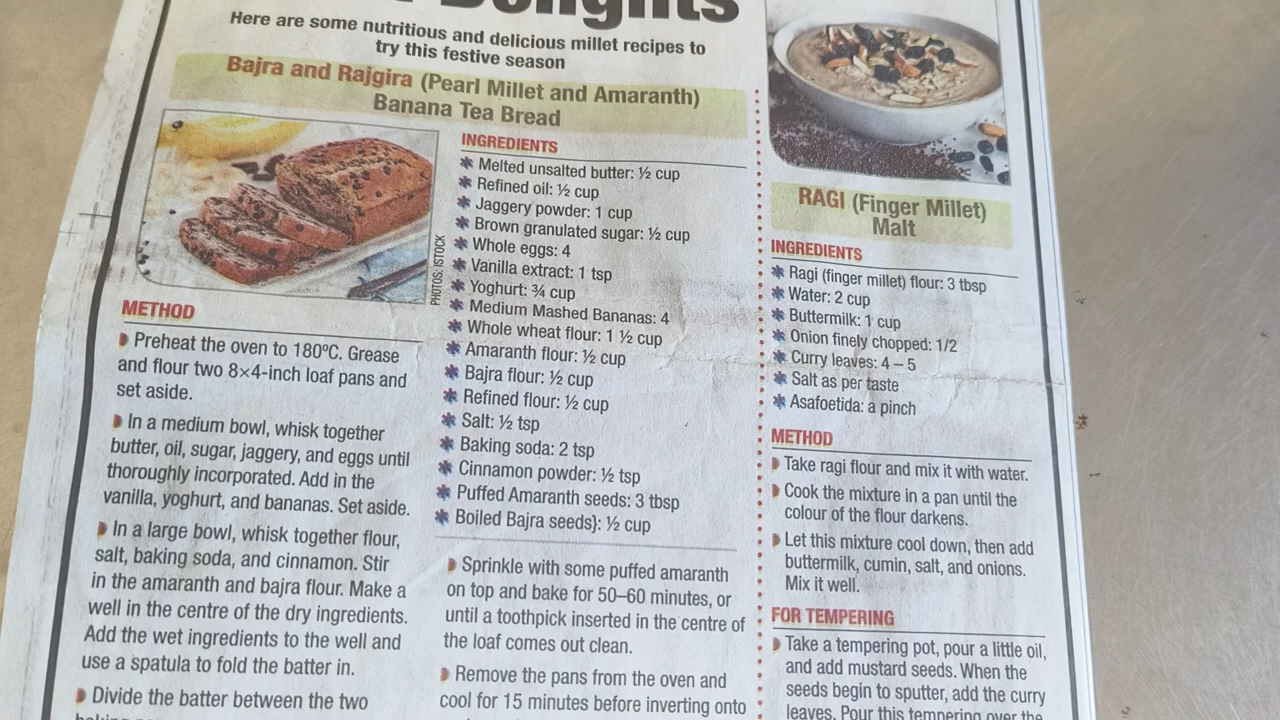 Delights
Here are some nutritious and delicious millet recipes to
try this festive season
Bajra and Rajgira (Pearl Millet and Amaranth)
Banana Tea Bread
PHOTOS: ISTOCK
INGREDIENTS
Melted unsalted butter: ½ cup
Refined oil: ½ cup
Jaggery powder: 1 cup
Brown granulated sugar: ½ cup
Whole eggs: 4
Vanilla extract: 1 tsp
Yoghurt: ¾ cup
Medium Mashed Bananas: 4
Whole wheat flour: 1 ½ cup
Amaranth flour: ½ cup
Bajra flour: ½ cup
Refined flour: ½ cup
Salt: ½ tsp
Baking soda: 2 tsp
Cinnamon powder: ½ tsp
Puffed Amaranth seeds: 3 tbsp
Boiled Bajra seeds}: ½ cup
METHOD
Preheat the oven to 180ºC. Grease
and flour two 8×4-inch loaf pans and
set aside.
In a medium bowl, whisk together
butter, oil, sugar, jaggery, and eggs until
thoroughly incorporated. Add in the
vanilla, yoghurt, and bananas. Set aside.
In a large bowl, whisk together flour,
salt, baking soda, and cinnamon. Stir
in the amaranth and bajra flour. Make a
well in the centre of the dry ingredients.
Add the wet ingredients to the well and
use a spatula to fold the batter in.
Divide the batter between the two
Sprinkle with some puffed amaranth
on top and bake for 50–60 minutes, or
until a toothpick inserted in the centre of
the loaf comes out clean.
Remove the pans from the oven and
cool for 15 minutes before inverting onto
RAGI (Finger Millet)
Malt
INGREDIENTS
Ragi (finger millet) flour: 3 tbsp
Water: 2 cup
Buttermilk: 1 cup
Onion finely chopped: 1/2
Curry leaves: 4 – 5
Salt as per taste
Asafoetida: a pinch
METHOD
Take ragi flour and mix it with water.
Cook the mixture in a pan until the
colour of the flour darkens.
Let this mixture cool down, then add
buttermilk, cumin, salt, and onions.
Mix it well.
FOR TEMPERING
Take a tempering pot, pour a little oil,
and add mustard seeds. When the
seeds begin to sputter, add the curry
leaves. Pour this tempering over the